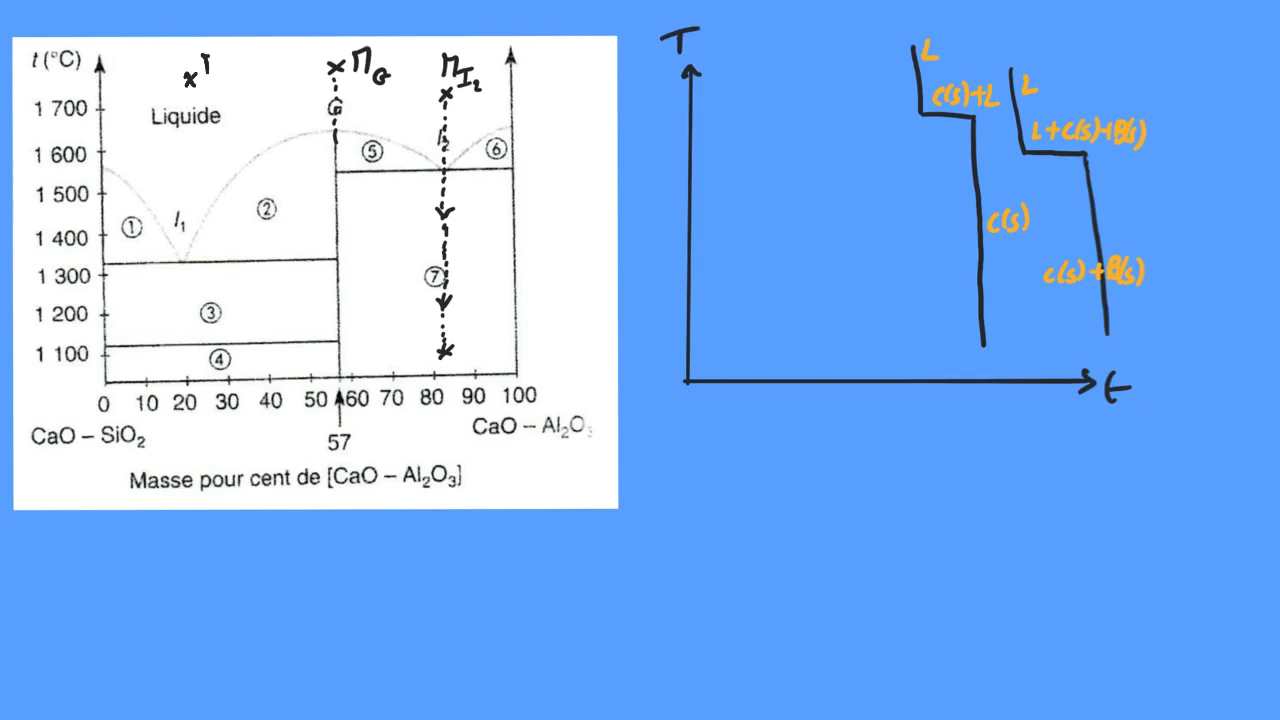 t (°C)
1 700
1 600
1 500
1 400
1 300
1 200
1 100
Liquide
I₁
G
I₂
①
②
③
④
⑤
⑥
⑦
0 10 20 30 40 50 60 70 80 90 100
57
CaO – SiO₂
CaO – Al₂O₃
Masse pour cent de [CaO – Al₂O₃]
M_G
M_I₂
T
L
C(s)+L
C(s)
L
L+C(s)+B(s)
C(s)+B(s)
t